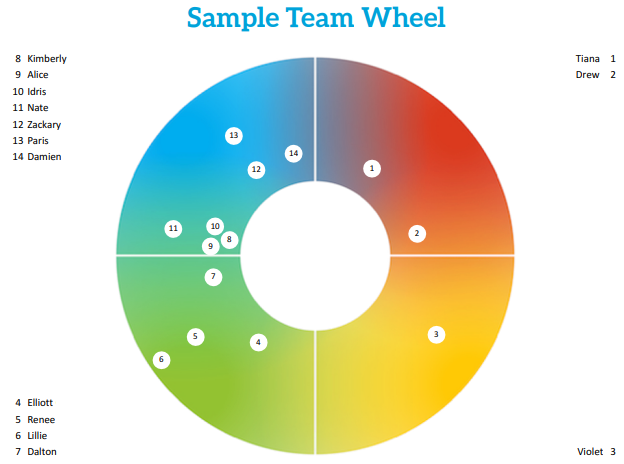 Sample Team Wheel
8 Kimberly
9 Alice
10 Idris
11 Nate
12 Zackary
13 Paris
14 Damien
Tiana 1
Drew 2
13
14
12
1
11
10
8
9
2
7
5
4
3
6
4 Elliott
5 Renee
6 Lillie
7 Dalton
Violet 3